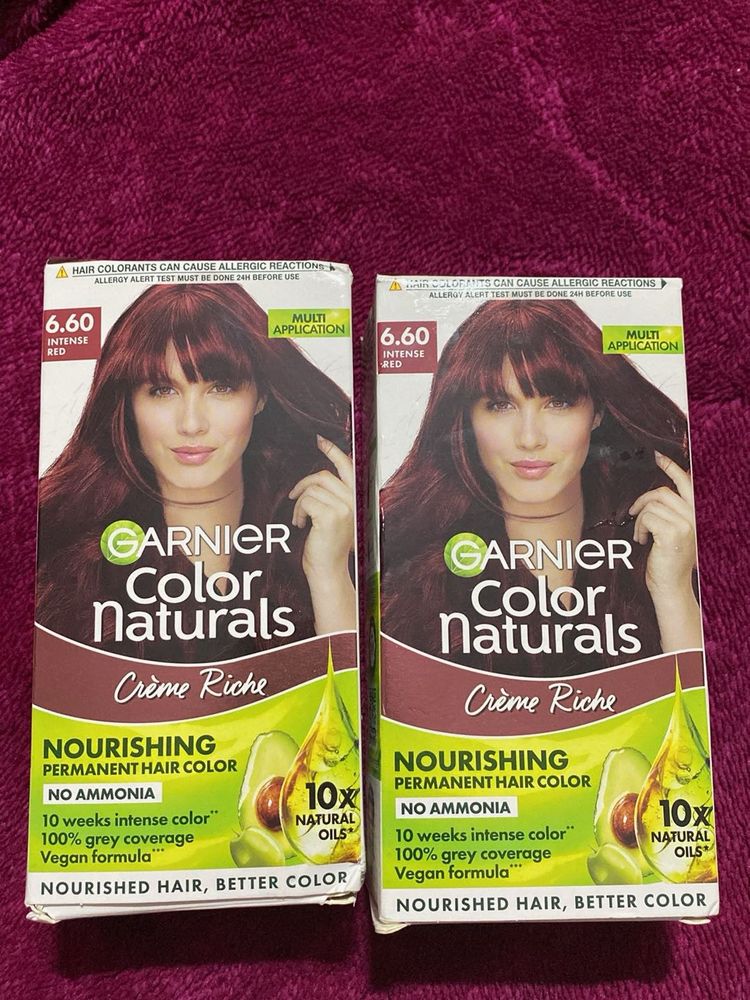 HAIR COLORANTS CAN CAUSE ALLERGIC REACTIONS
ALLERGY ALERT TEST MUST BE DONE 24H BEFORE USE
6.60
INTENSE
RED
MULTI
APPLICATION
GARNIER
Color
Naturals
Crème Riche
NOURISHING
PERMANENT HAIR COLOR
NO AMMONIA
10 weeks intense color**
100% grey coverage
Vegan formula***
10x
NATURAL
OILS*
NOURISHED HAIR, BETTER COLOR
HAIR COLORANTS CAN CAUSE ALLERGIC REACTIONS
ALLERGY ALERT TEST MUST BE DONE 24H BEFORE USE
6.60
INTENSE
RED
MULTI
APPLICATION
GARNIER
Color
Naturals
Crème Riche
NOURISHING
PERMANENT HAIR COLOR
NO AMMONIA
10 weeks intense color**
100% grey coverage
Vegan formula***
10x
NATURAL
OILS*
NOURISHED HAIR, BETTER COLOR